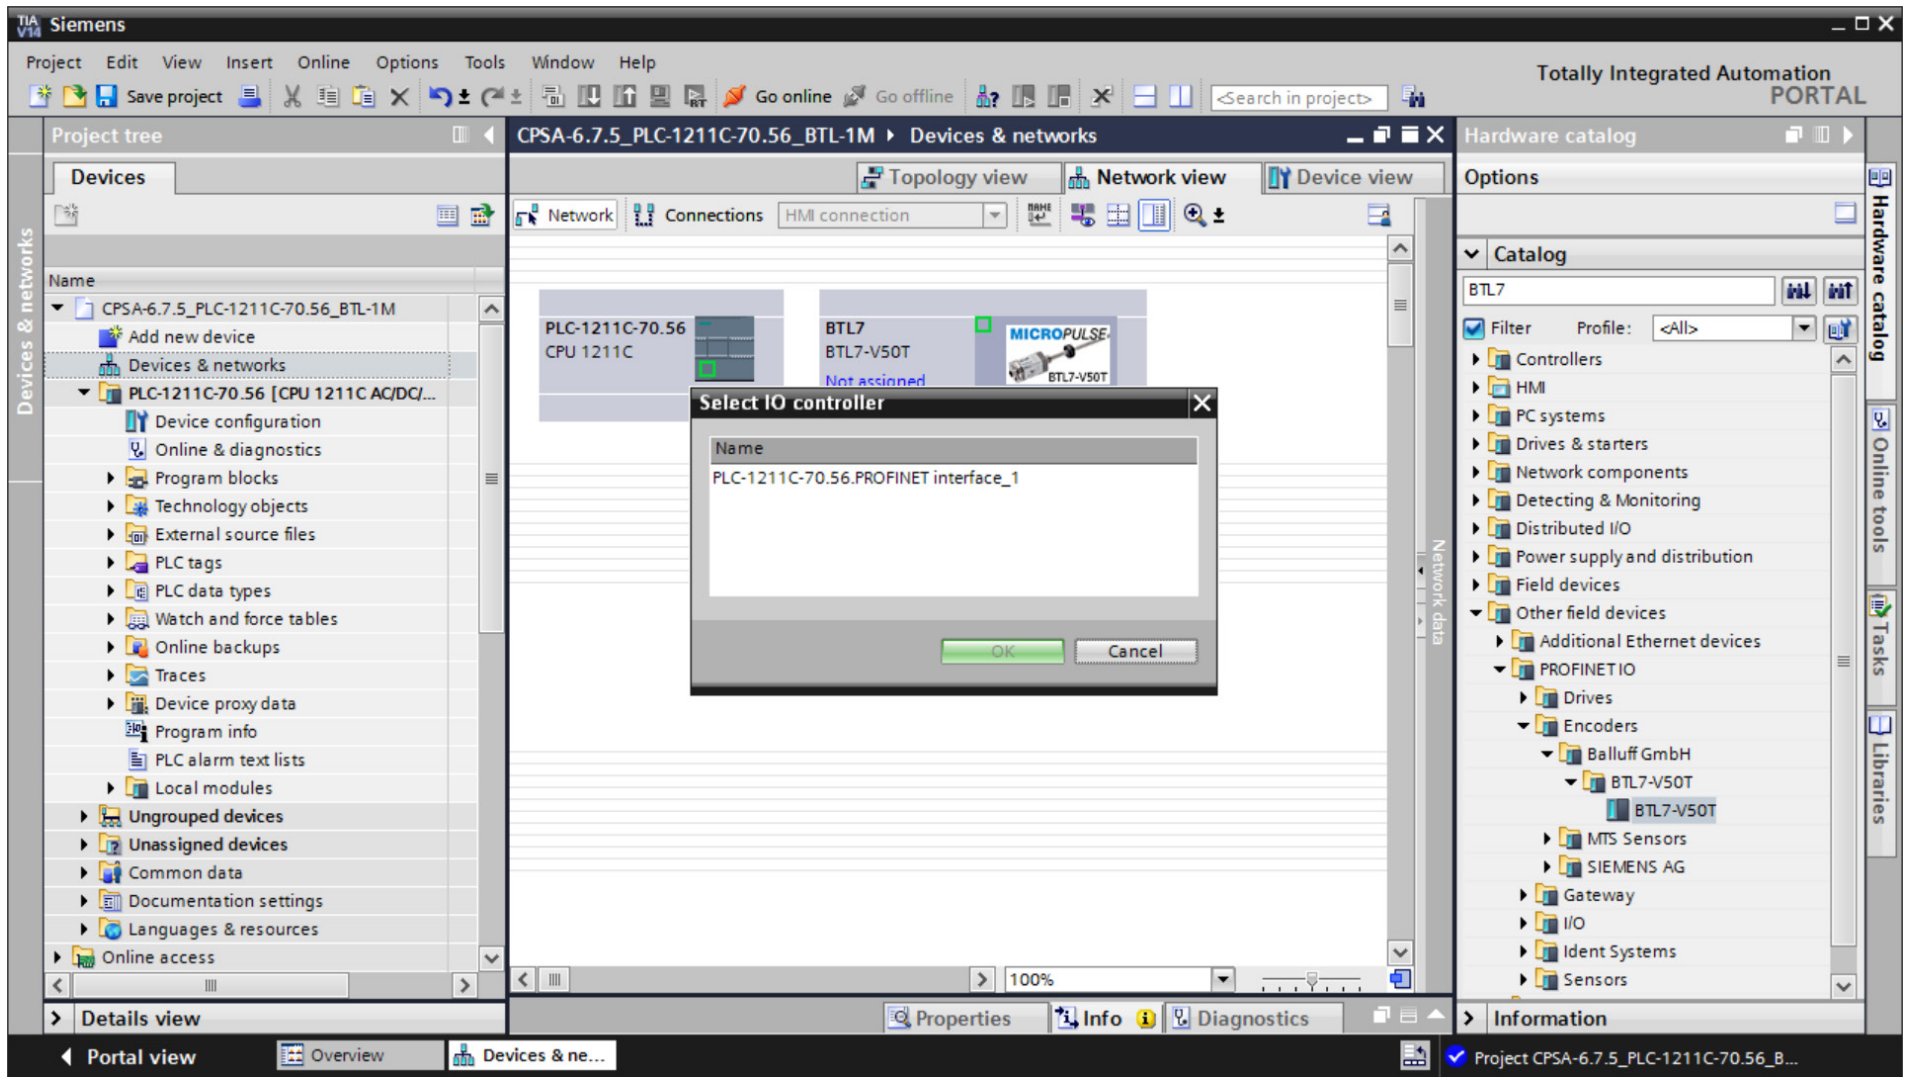 TIA V14 Siemens
Project Edit View Insert Online Options Tools Window Help
Totally Integrated Automation
PORTAL
Save project Go online Go offline <Search in project>
Project tree
CPSA-6.7.5_PLC-1211C-70.56_BTL-1M Devices & networks
Hardware catalog
Devices
Topology view Network view Device view
Options
Network Connections HMI connection
Devices & networks
Name
CPSA-6.7.5_PLC-1211C-70.56_BTL-1M
Add new device
Devices & networks
PLC-1211C-70.56 [CPU 1211C AC/DC/...
Device configuration
Online & diagnostics
Program blocks
Technology objects
External source files
PLC tags
PLC data types
Watch and force tables
Online backups
Traces
Device proxy data
Program info
PLC alarm text lists
Local modules
Ungrouped devices
Unassigned devices
Common data
Documentation settings
Languages & resources
Online access
Details view
PLC-1211C-70.56
CPU 1211C
BTL7
BTL7-V50T
Not assigned
MICROPULSE
BTL7-V50T
Select IO controller
Name
PLC-1211C-70.56.PROFINET interface_1
OK Cancel
Network data
100%
Properties Info Diagnostics
Catalog
BTL7
Filter Profile: <All>
Controllers
HMI
PC systems
Drives & starters
Network components
Detecting & Monitoring
Distributed I/O
Power supply and distribution
Field devices
Other field devices
Additional Ethernet devices
PROFINET IO
Drives
Encoders
Balluff GmbH
BTL7-V50T
BTL7-V50T
MTS Sensors
SIEMENS AG
Gateway
I/O
Ident Systems
Sensors
Information
Hardware catalog
Online tools
Tasks
Libraries
Portal view Overview Devices & ne...
Project CPSA-6.7.5_PLC-1211C-70.56_B...